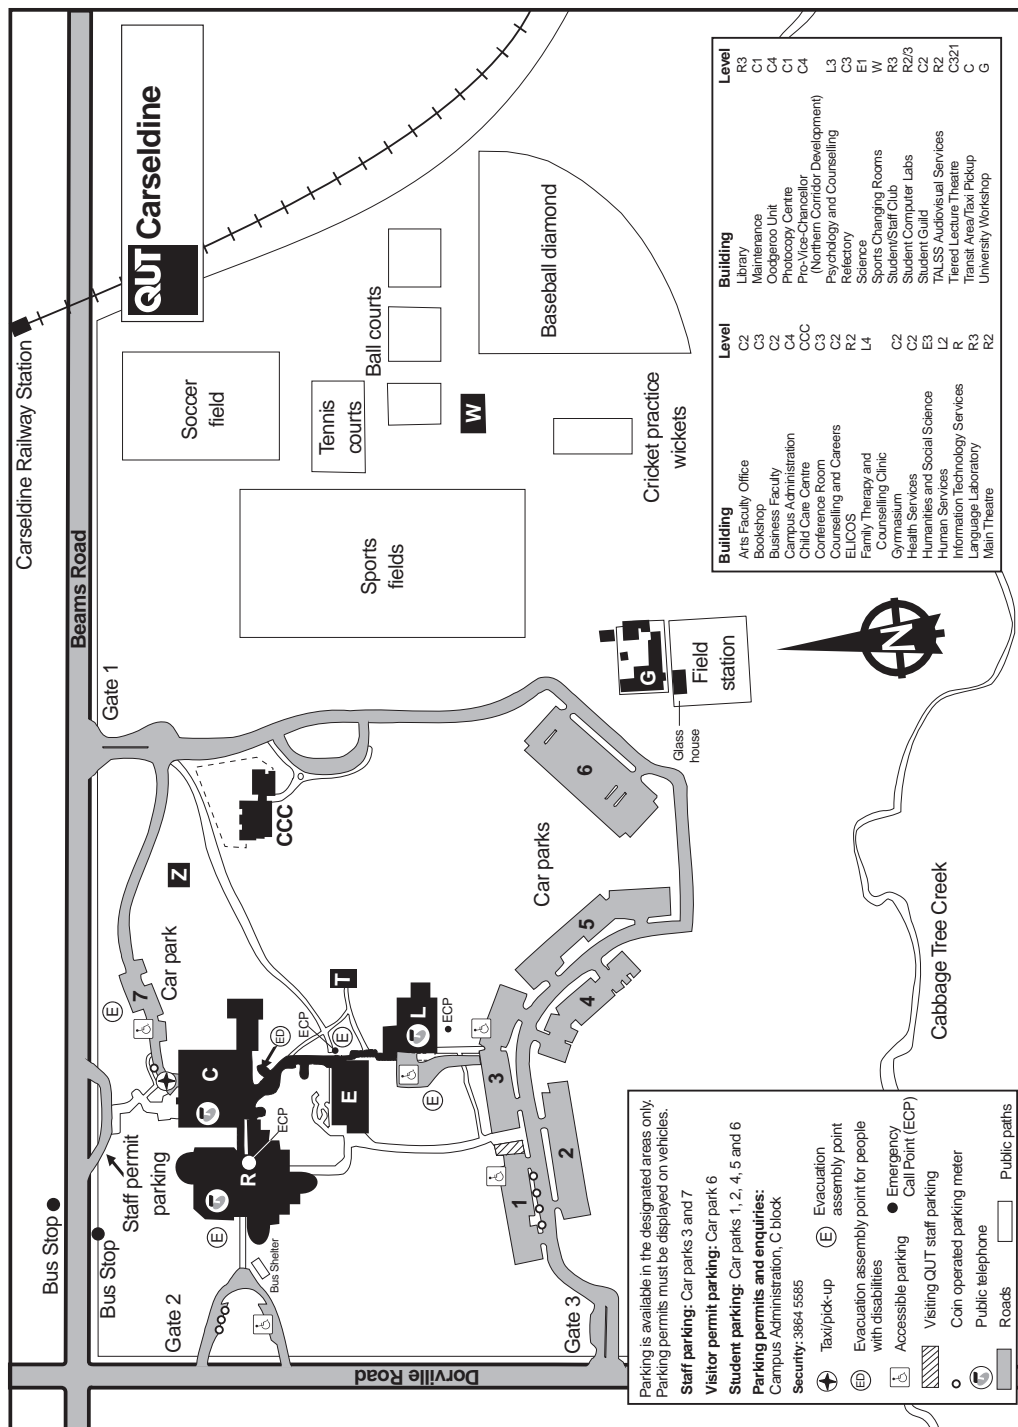 QUT Carseldine
Carseldine Railway Station
Beams Road
Bus Stop
Bus Stop
Staff permit
parking
Gate 2
Gate 1
Gate 3
Dorville Road
Soccer
field
Tennis
courts
Ball courts
W
Sports
fields
Cricket practice
wickets
Baseball diamond
Car park
7
E
Z
CCC
C
ED
ECP
T
E
E
L
ECP
E
R
ECP
E
Bus Shelter
1
2
3
4
5
6
Car parks
G
Field
station
Glass
house
N
Cabbage Tree Creek
Parking is available in the designated areas only.
Parking permits must be displayed on vehicles.
Staff parking: Car parks 3 and 7
Visitor permit parking: Car park 6
Student parking: Car parks 1, 2, 4, 5 and 6
Parking permits and enquiries:
Campus Administration, C block
Security: 3864 5585
Taxi/pick-up
E Evacuation
assembly point
ED Evacuation assembly point for people
with disabilities
Accessible parking
Emergency
Call Point (ECP)
Visiting QUT staff parking
Coin operated parking meter
Public telephone
Roads
Public paths
Building Level
Arts Faculty Office C2
Bookshop C3
Business Faculty C2
Campus Administration C4
Child Care Centre CCC
Conference Room C3
Counselling and Careers C2
ELICOS R2
Family Therapy and L4
Counselling Clinic
Gymnasium C2
Health Services C2
Humanities and Social Science E3
Human Services L2
Information Technology Services R
Language Laboratory R3
Main Theatre R2
Building Level
Library R3
Maintenance C1
Oodgeroo Unit C4
Photocopy Centre C1
Pro-Vice-Chancellor C4
(Northern Corridor Development)
Psychology and Counselling L3
Refectory C3
Science E1
Sports Changing Rooms W
Student/Staff Club R3
Student Computer Labs R2/3
Student Guild C2
TALSS Audiovisual Services R2
Tiered Lecture Theatre C321
Transit Area/Taxi Pickup C
University Workshop G